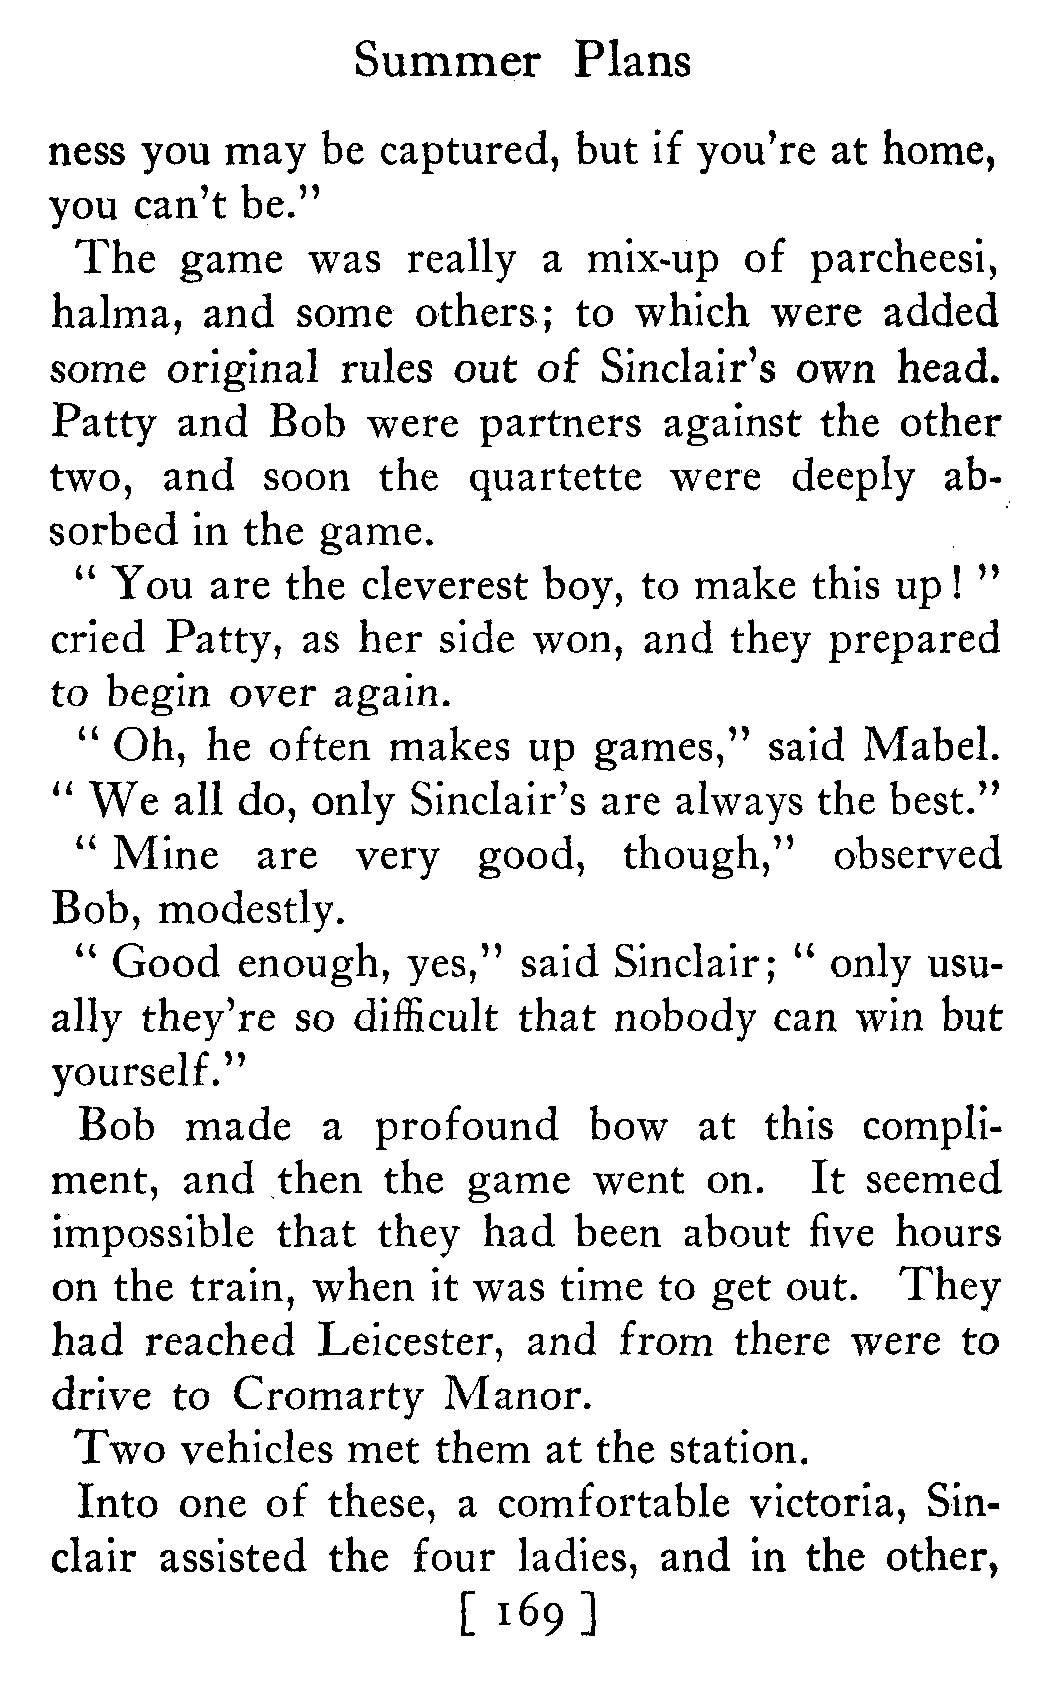 Summer Plans
ness you may be captured, but if you're at home,
you can't be."
The game was really a mix-up of parcheesi,
halma, and some others; to which were added
some original rules out of Sinclair's own head.
Patty and Bob were partners against the other
two, and soon the quartette were deeply ab-
sorbed in the game.
" You are the cleverest boy, to make this up! "
cried Patty, as her side won, and they prepared
to begin over again.
" Oh, he often makes up games," said Mabel.
" We all do, only Sinclair's are always the best."
" Mine are very good, though," observed
Bob, modestly.
" Good enough, yes," said Sinclair; " only usu-
ally they're so difficult that nobody can win but
yourself."
Bob made a profound bow at this compli-
ment, and then the game went on. It seemed
impossible that they had been about five hours
on the train, when it was time to get out. They
had reached Leicester, and from there were to
drive to Cromarty Manor.
Two vehicles met them at the station.
Into one of these, a comfortable victoria, Sin-
clair assisted the four ladies, and in the other,
[ 169 ]